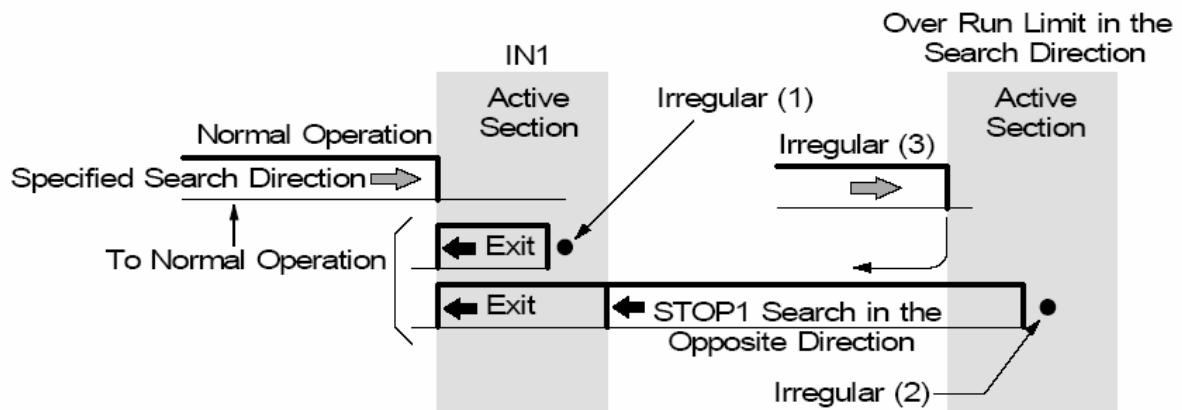 Over Run Limit in the
Search Direction
IN1
Active
Section
Irregular (1)
Active
Section
Normal Operation
Irregular (3)
Specified Search Direction
Exit
To Normal Operation
Exit
STOP1 Search in the
Opposite Direction
Irregular (2)